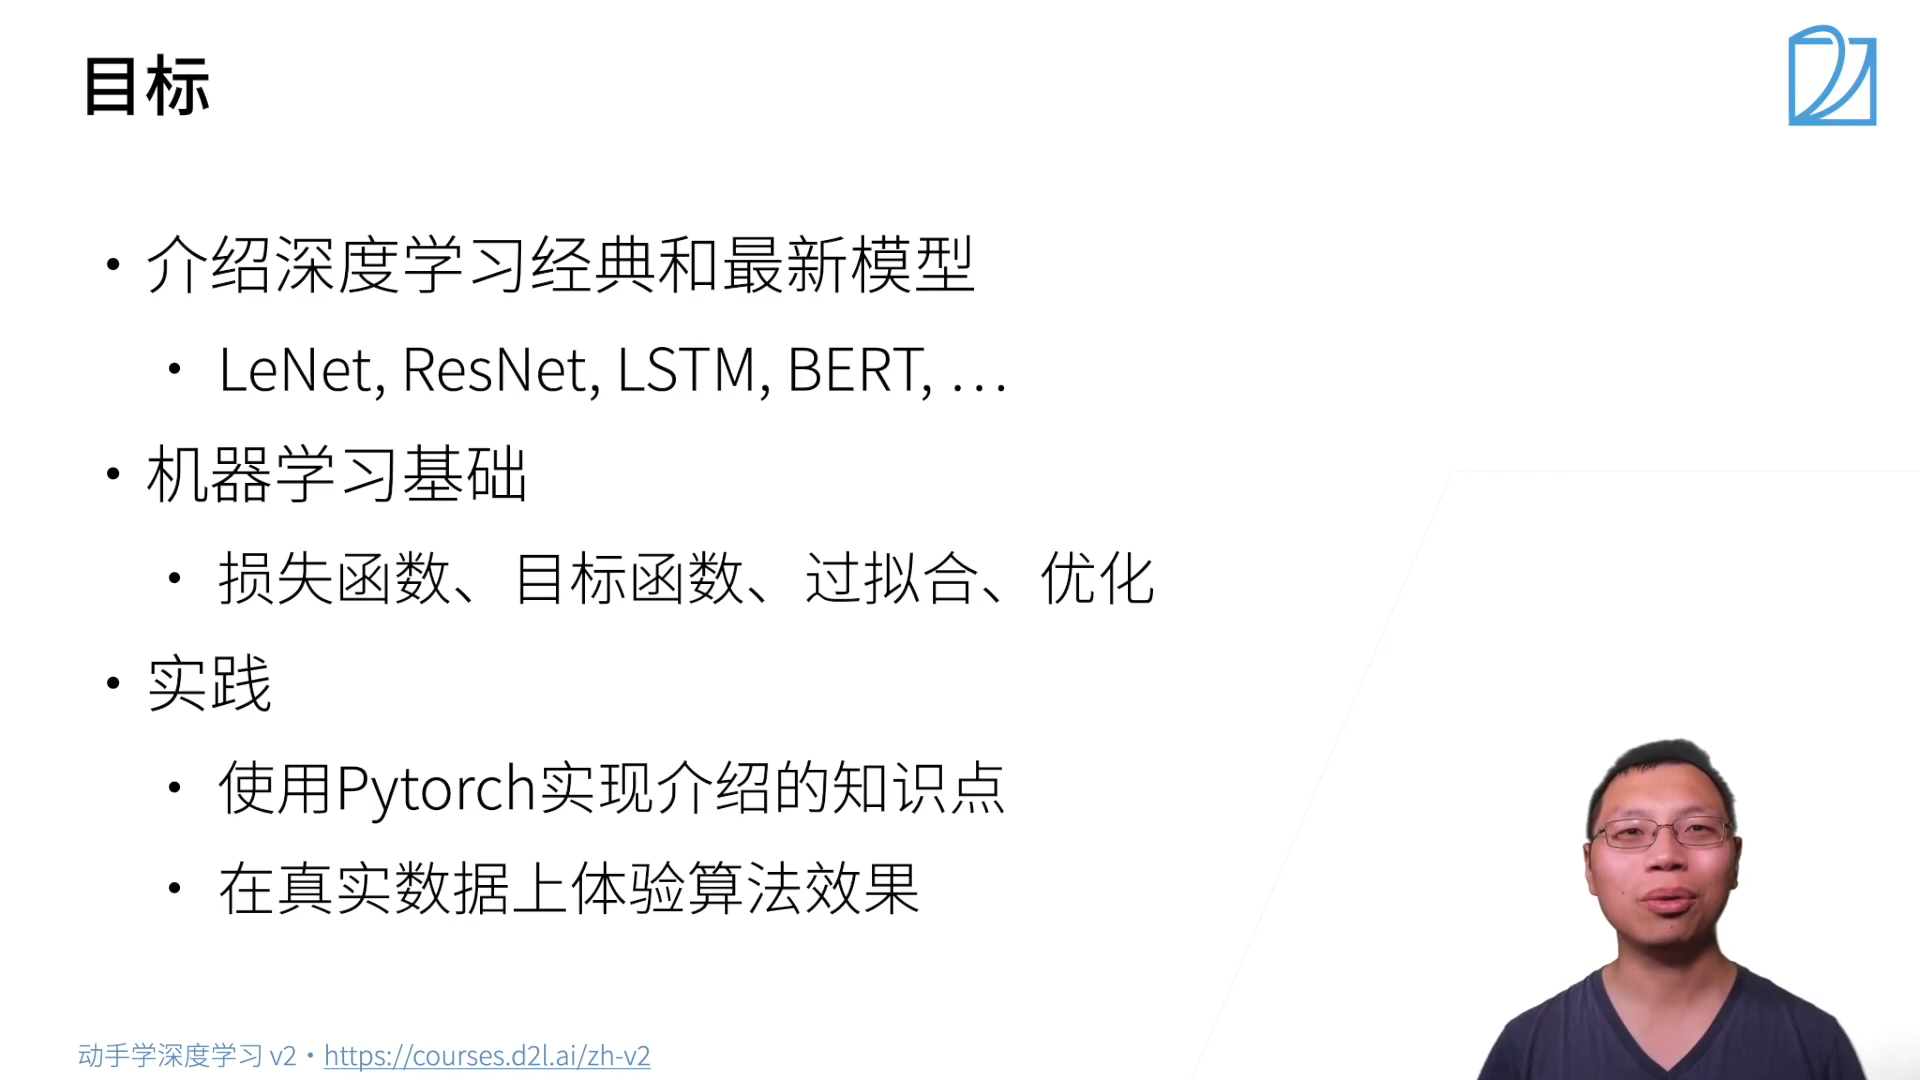 目标
• 介绍深度学习经典和最新模型
• LeNet, ResNet, LSTM, BERT, …
• 机器学习基础
• 损失函数、目标函数、过拟合、优化
• 实践
• 使用Pytorch实现介绍的知识点
• 在真实数据上体验算法效果
动手学深度学习 v2 • https://courses.d2l.ai/zh-v2